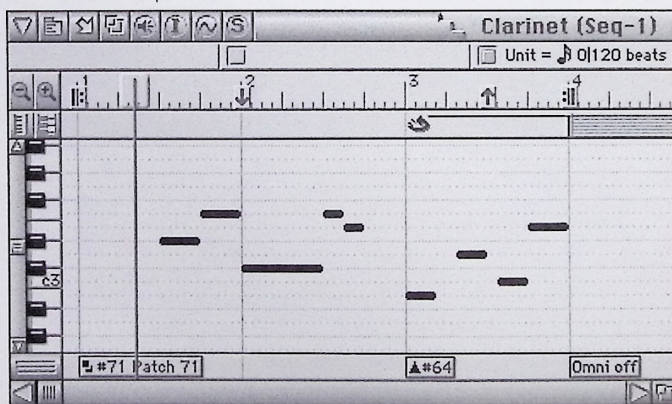 Clarinet (Seq-1)
Unit = ♪ 0|120 beats
1 2 3 4
c3
#71 Patch 71 #64 Omni off